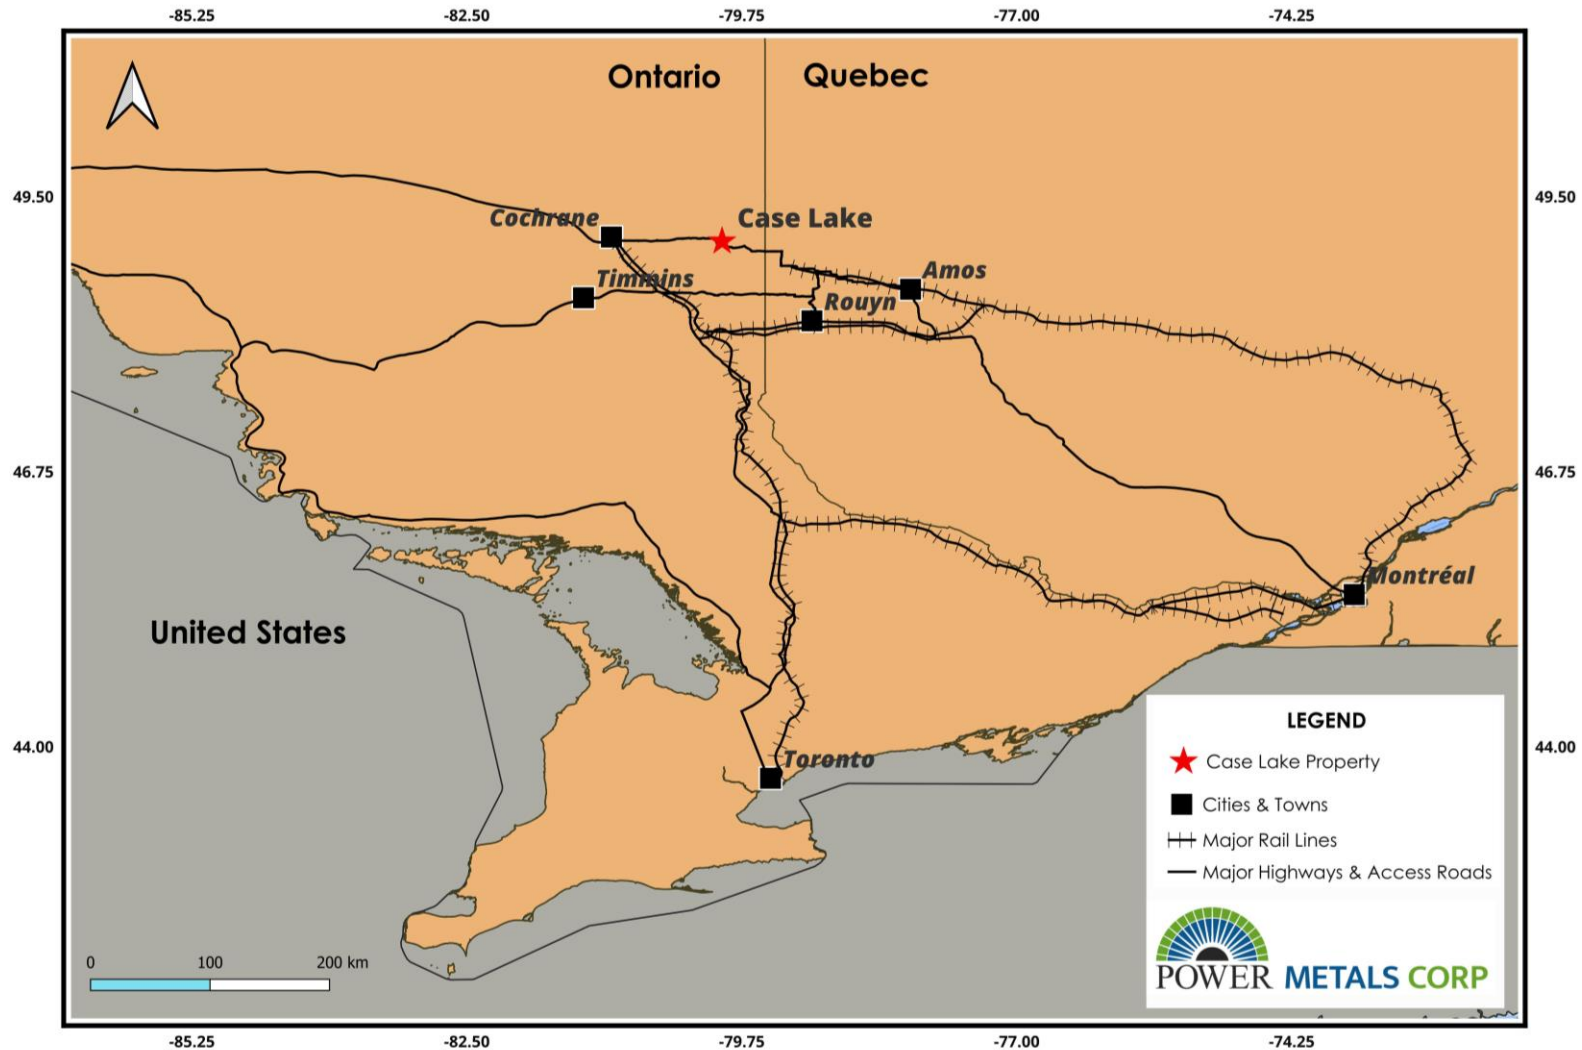 -85.25 -82.50 -79.75 -77.00 -74.25
Ontario Quebec
49.50 49.50
Cochrane Case Lake
Timmins Amos
Rouyn
46.75 46.75
Montréal
United States
LEGEND
44.00 44.00
Toronto
Case Lake Property
Cities & Towns
Major Rail Lines
Major Highways & Access Roads
0 100 200 km
POWER METALS CORP
-85.25 -82.50 -79.75 -77.00 -74.25